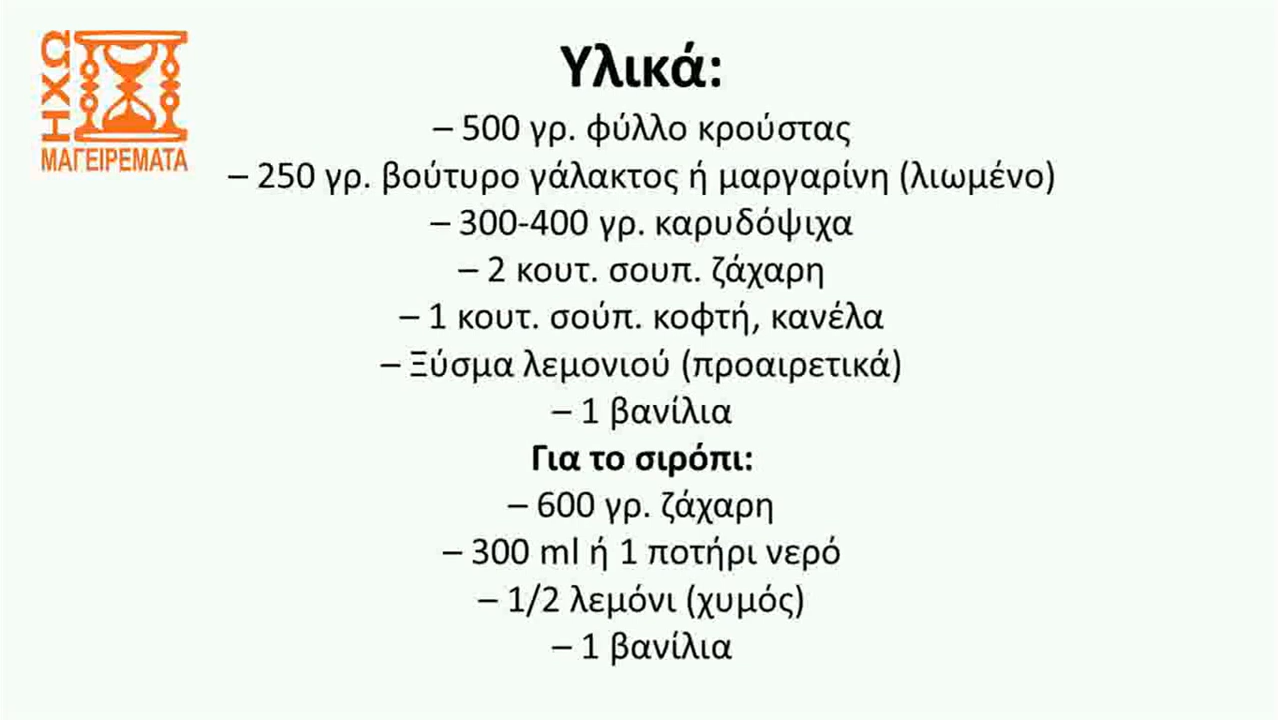 ΗΧΩ
ΜΑΓΕΙΡΕΜΑΤΑ
Υλικά:
– 500 γρ. φύλλο κρούστας
– 250 γρ. βούτυρο γάλακτος ή μαργαρίνη (λιωμένο)
– 300-400 γρ. καρυδόψιχα
– 2 κουτ. σουπ. ζάχαρη
– 1 κουτ. σούπ. κοφτή, κανέλα
– Ξύσμα λεμονιού (προαιρετικά)
– 1 βανίλια
Για το σιρόπι:
– 600 γρ. ζάχαρη
– 300 ml ή 1 ποτήρι νερό
– 1/2 λεμόνι (χυμός)
– 1 βανίλια